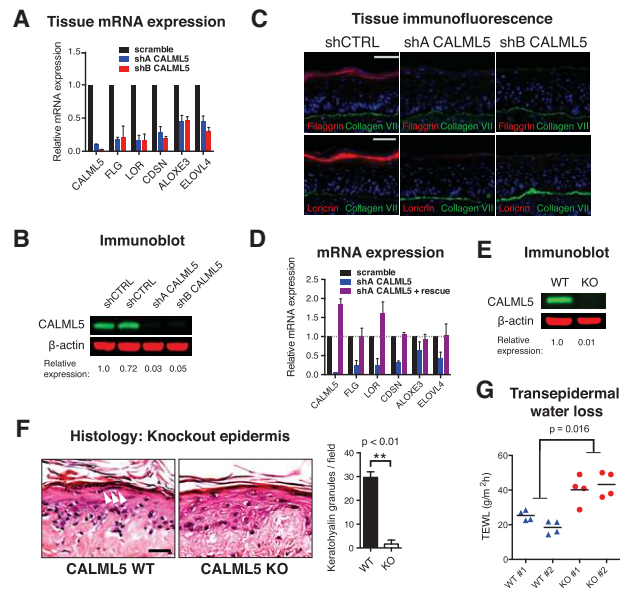 A
Tissue mRNA expression
scramble
shA CALML5
shB CALML5
Relative mRNA expression
1.5
1.0
0.5
0.0
CALML5
FLG
LOR
CDSN
ALOXE3
ELOVL4
B
Immunoblot
shCTRL
shCTRL
shA CALML5
shB CALML5
CALML5
β-actin
Relative
expression:
1.0
0.72
0.03
0.05
C
Tissue immunofluorescence
shCTRL
shA CALML5
shB CALML5
Filaggrin Collagen VII
Filaggrin Collagen VII
Filaggrin Collagen VII
Loricrin Collagen VII
Loricrin Collagen VII
Loricrin Collagen VII
D
mRNA expression
scramble
shA CALML5
shA CALML5 + rescue
Relative mRNA expression
2.5
2.0
1.5
1.0
0.5
0.0
CALML5
FLG
LOR
CDSN
ALOXE3
ELOVL4
E
Immunoblot
WT KO
CALML5
β-actin
Relative
expression:
1.0
0.01
F
Histology: Knockout epidermis
CALML5 WT
CALML5 KO
p < 0.01
**
Keratohyalin granules / field
40
30
20
10
0
WT
KO
G
Transepidermal
water loss
p = 0.016
TEWL (g/m²h)
60
40
20
0
WT #1
WT #2
KO #1
KO #2